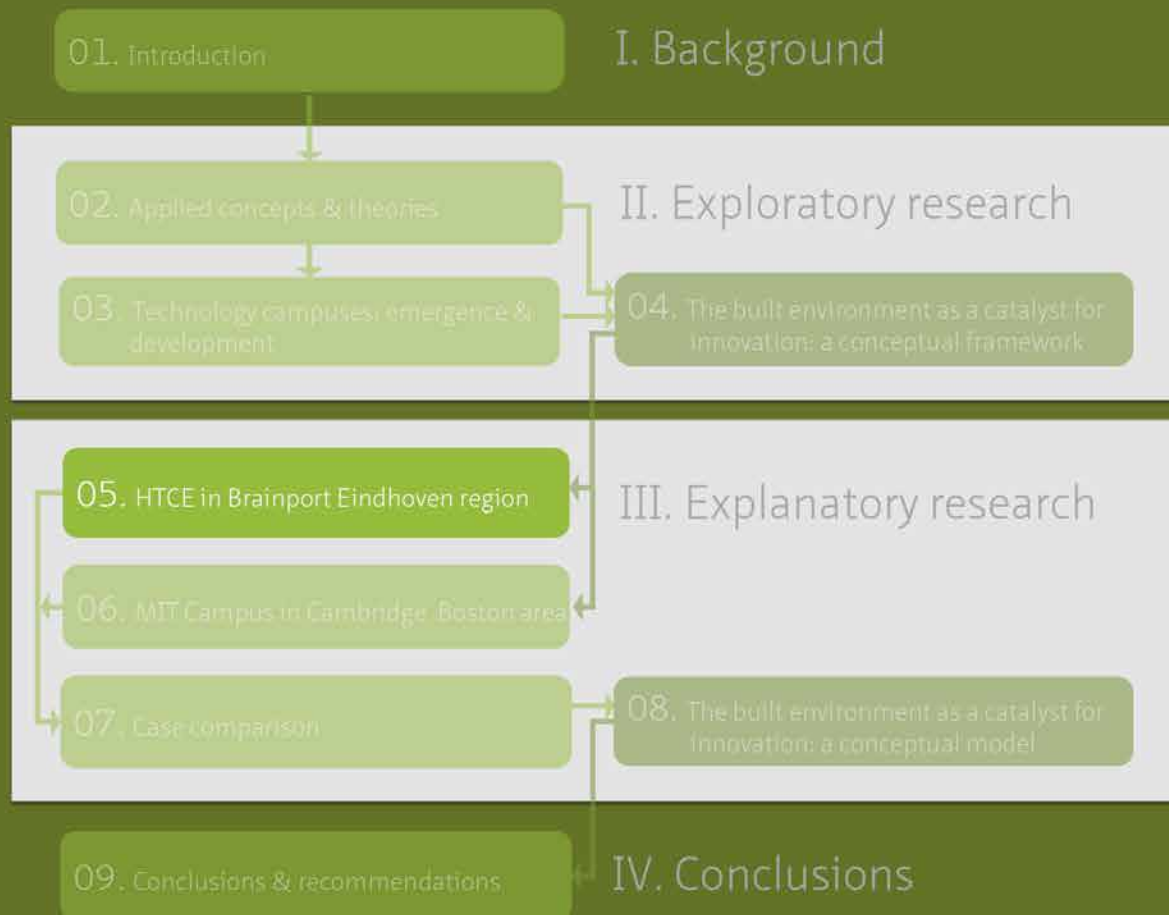 01. Introduction
I. Background
02. Applied concepts & theories
II. Exploratory research
03. Technology campuses: emergence &
development
04. The built environment as a catalyst for
innovation: a conceptual framework
05. HTCE in Brainport Eindhoven region
III. Explanatory research
06. MIT Campus in Cambridge Boston area
07. Case comparison
08. The built environment as a catalyst for
innovation: a conceptual model
09. Conclusions & recommendations
IV. Conclusions